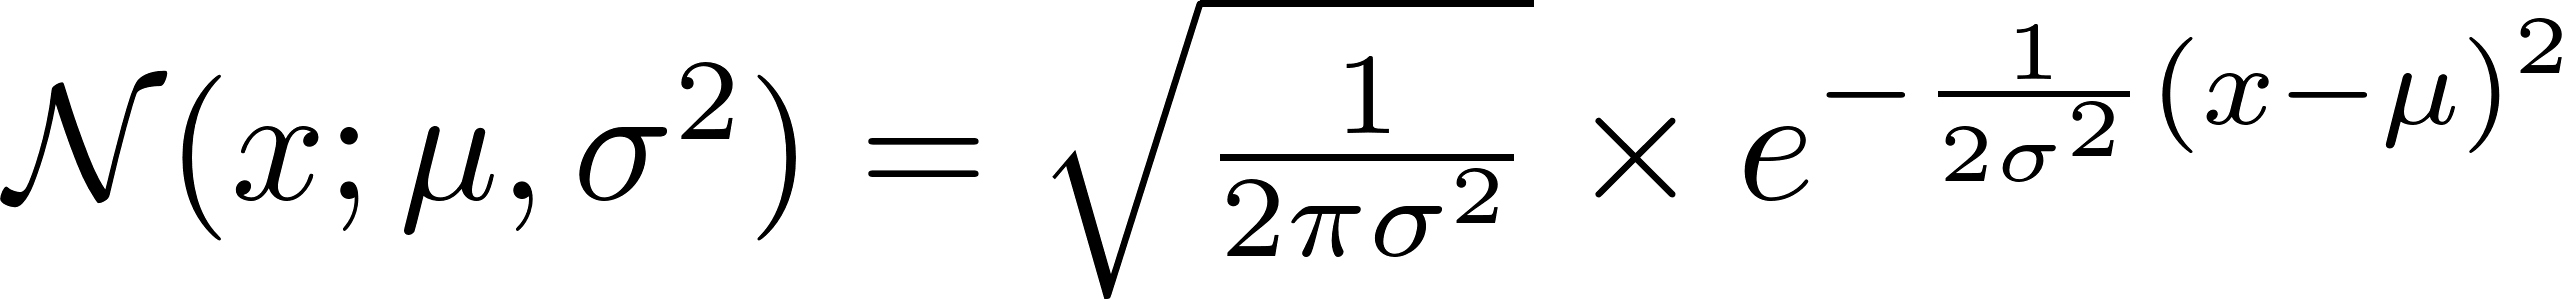 𝒩(x; μ, σ²) = √(1/(2πσ²)) × e^(−(1/(2σ²))(x−μ)²)